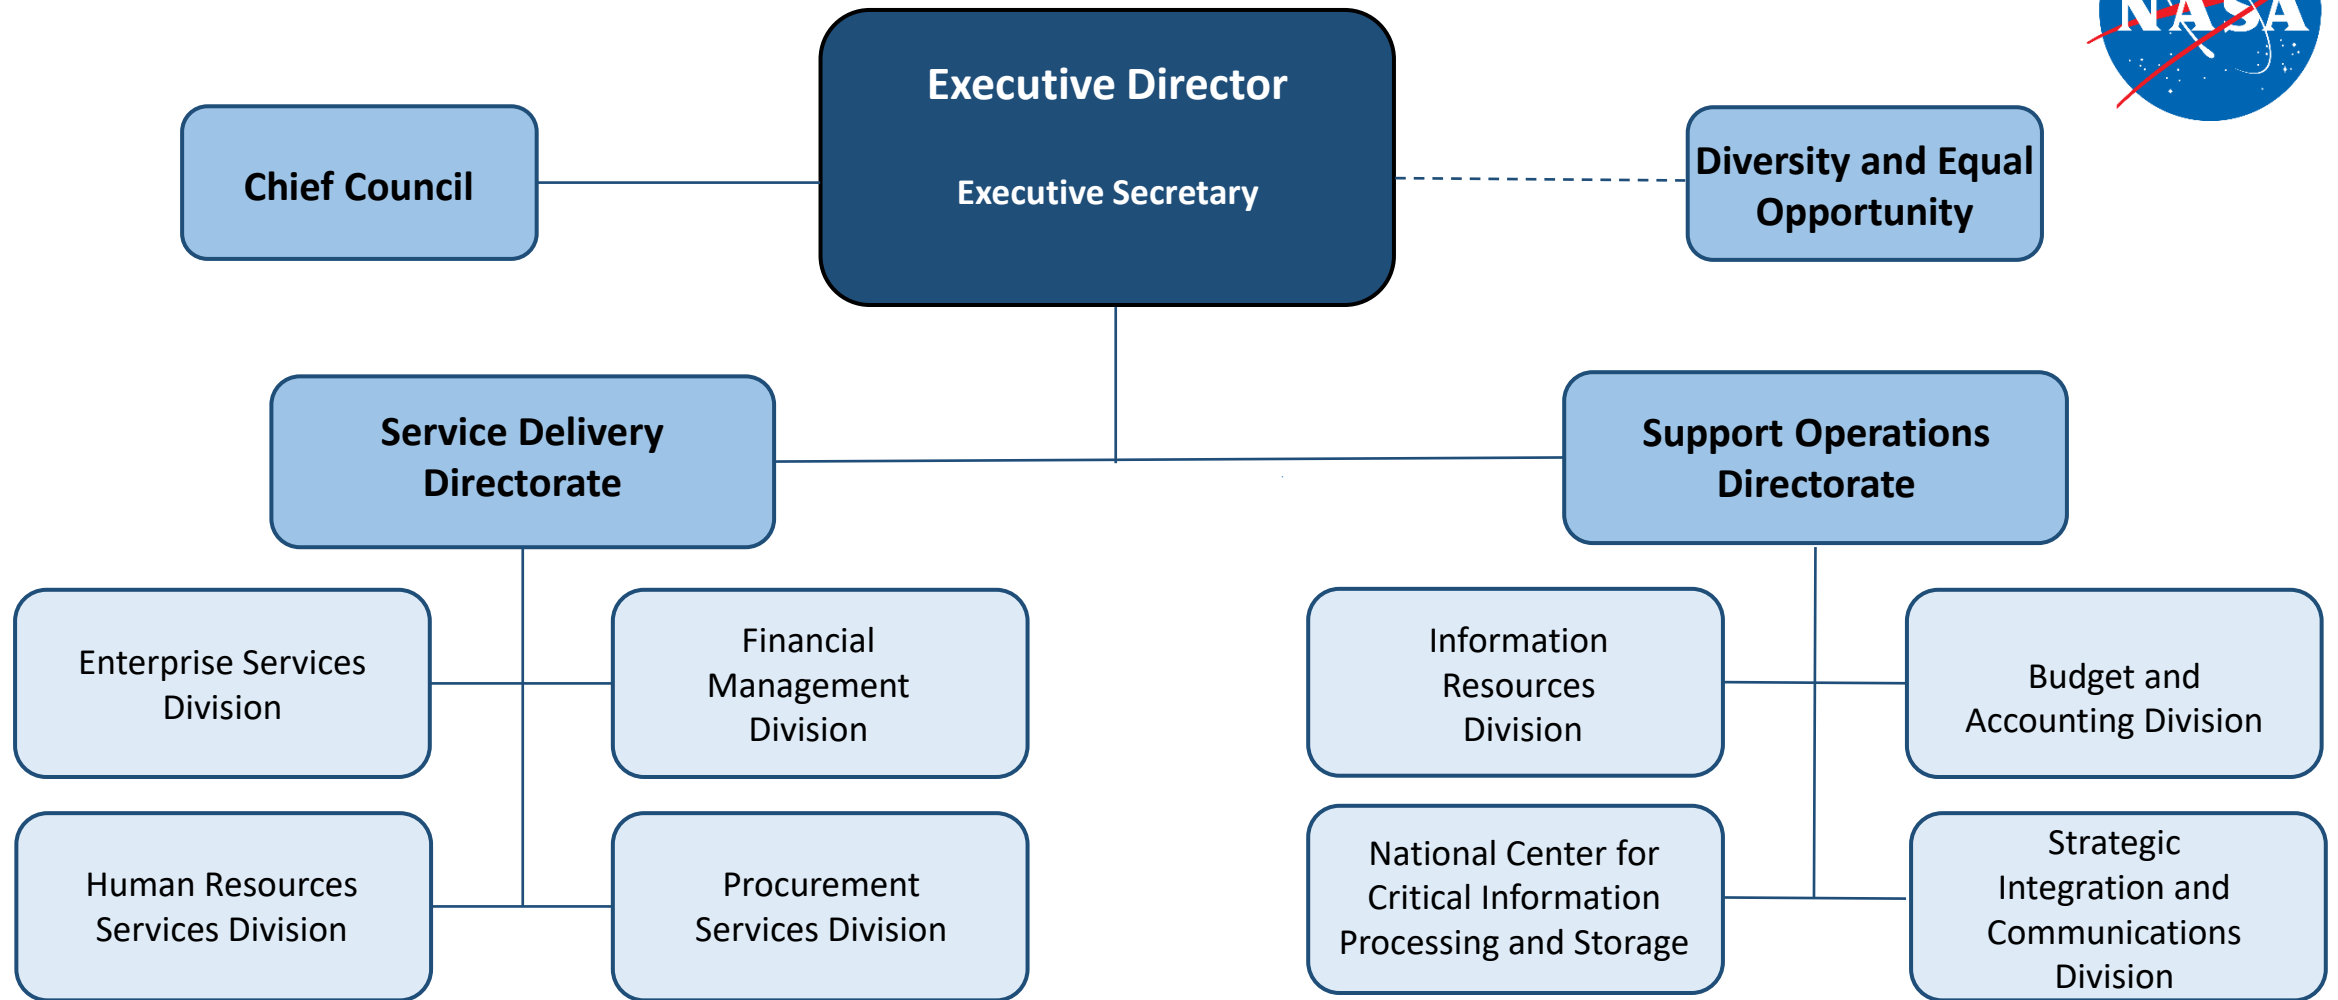 NASA
Executive Director
Executive Secretary
Chief Council
Diversity and Equal
Opportunity
Service Delivery
Directorate
Support Operations
Directorate
Enterprise Services
Division
Financial
Management
Division
Information
Resources
Division
Budget and
Accounting Division
Human Resources
Services Division
Procurement
Services Division
National Center for
Critical Information
Processing and Storage
Strategic
Integration and
Communications
Division